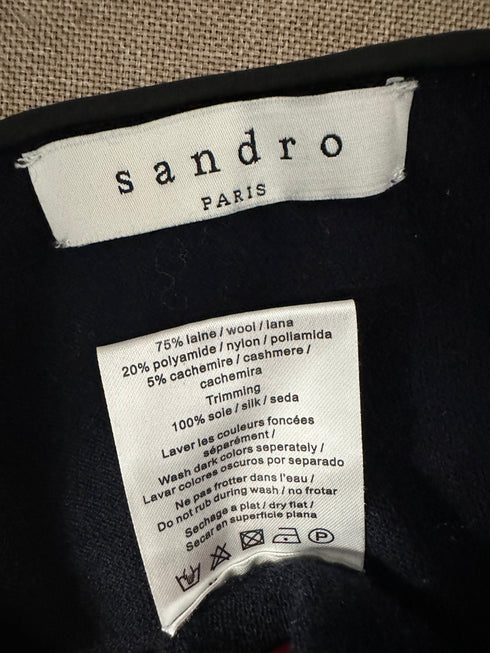 sandro
PARIS
75% laine / wool / lana
20% polyamide / nylon / poliamida
5% cachemire / cashmere /
cachemira
Trimming
100% soie / silk / seda
Laver les couleurs foncées
séparément /
Wash dark colors seperately /
Lavar colores oscuros por separado
Ne pas frotter dans l'eau /
Do not rub during wash / no frotar
Sechage a plat / dry flat /
Secar en superficie plana
P